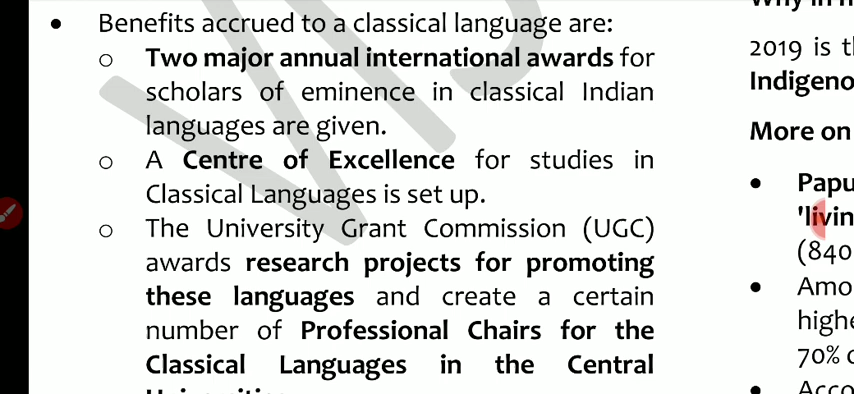 • Benefits accrued to a classical language are:
o Two major annual international awards for
scholars of eminence in classical Indian
languages are given.
o A Centre of Excellence for studies in
Classical Languages is set up.
o The University Grant Commission (UGC)
awards research projects for promoting
these languages and create a certain
number of Professional Chairs for the
Classical Languages in the Central
2019 is
Indigeno
More on
• Papu
'livin
(840
• Amo
highe
70%
• Acco